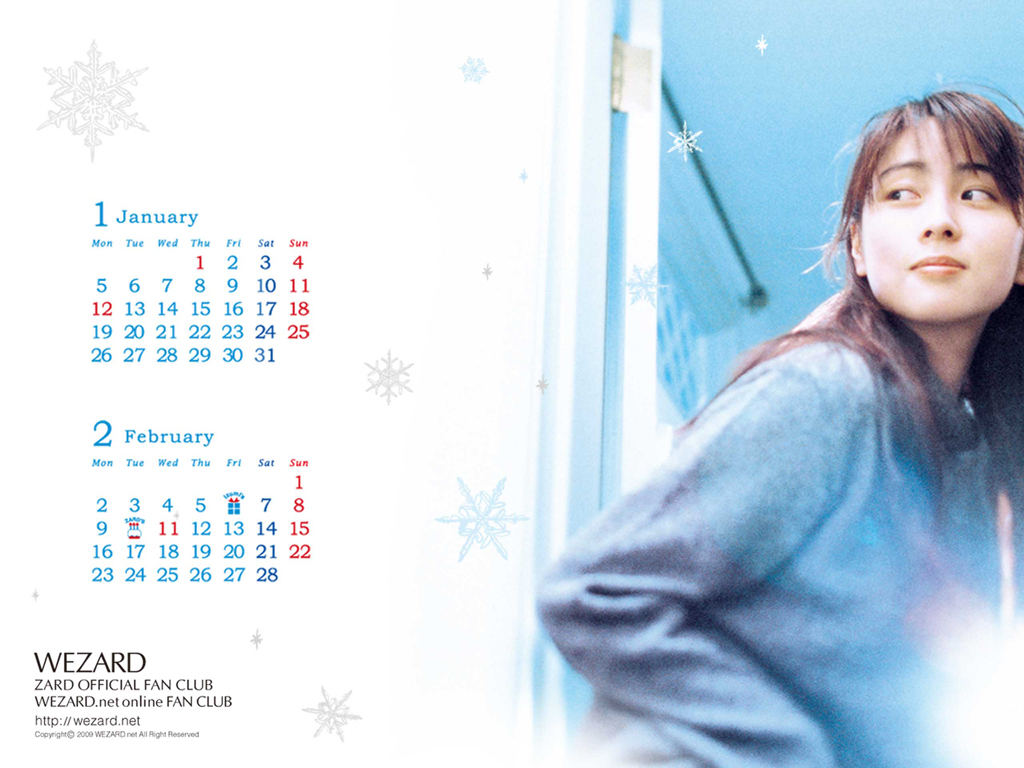 1 January
Mon Tue Wed Thu Fri Sat Sun
1 2 3 4
5 6 7 8 9 10 11
12 13 14 15 16 17 18
19 20 21 22 23 24 25
26 27 28 29 30 31
2 February
Mon Tue Wed Thu Fri Sat Sun
1
Izumi's
2 3 4 5 7 8
ZARD's
9 11 12 13 14 15
16 17 18 19 20 21 22
23 24 25 26 27 28
WEZARD
ZARD OFFICIAL FAN CLUB
WEZARD.net online FAN CLUB
http://wezard.net
Copyright© 2009 WEZARD.net All Right Reserved